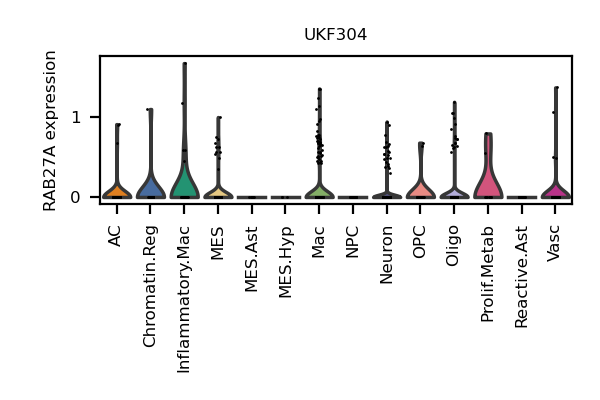 UKF304
RAB27A expression
1
0
AC
Chromatin.Reg
Inflammatory.Mac
MES
MES.Ast
MES.Hyp
Mac
NPC
Neuron
OPC
Oligo
Prolif.Metab
Reactive.Ast
Vasc